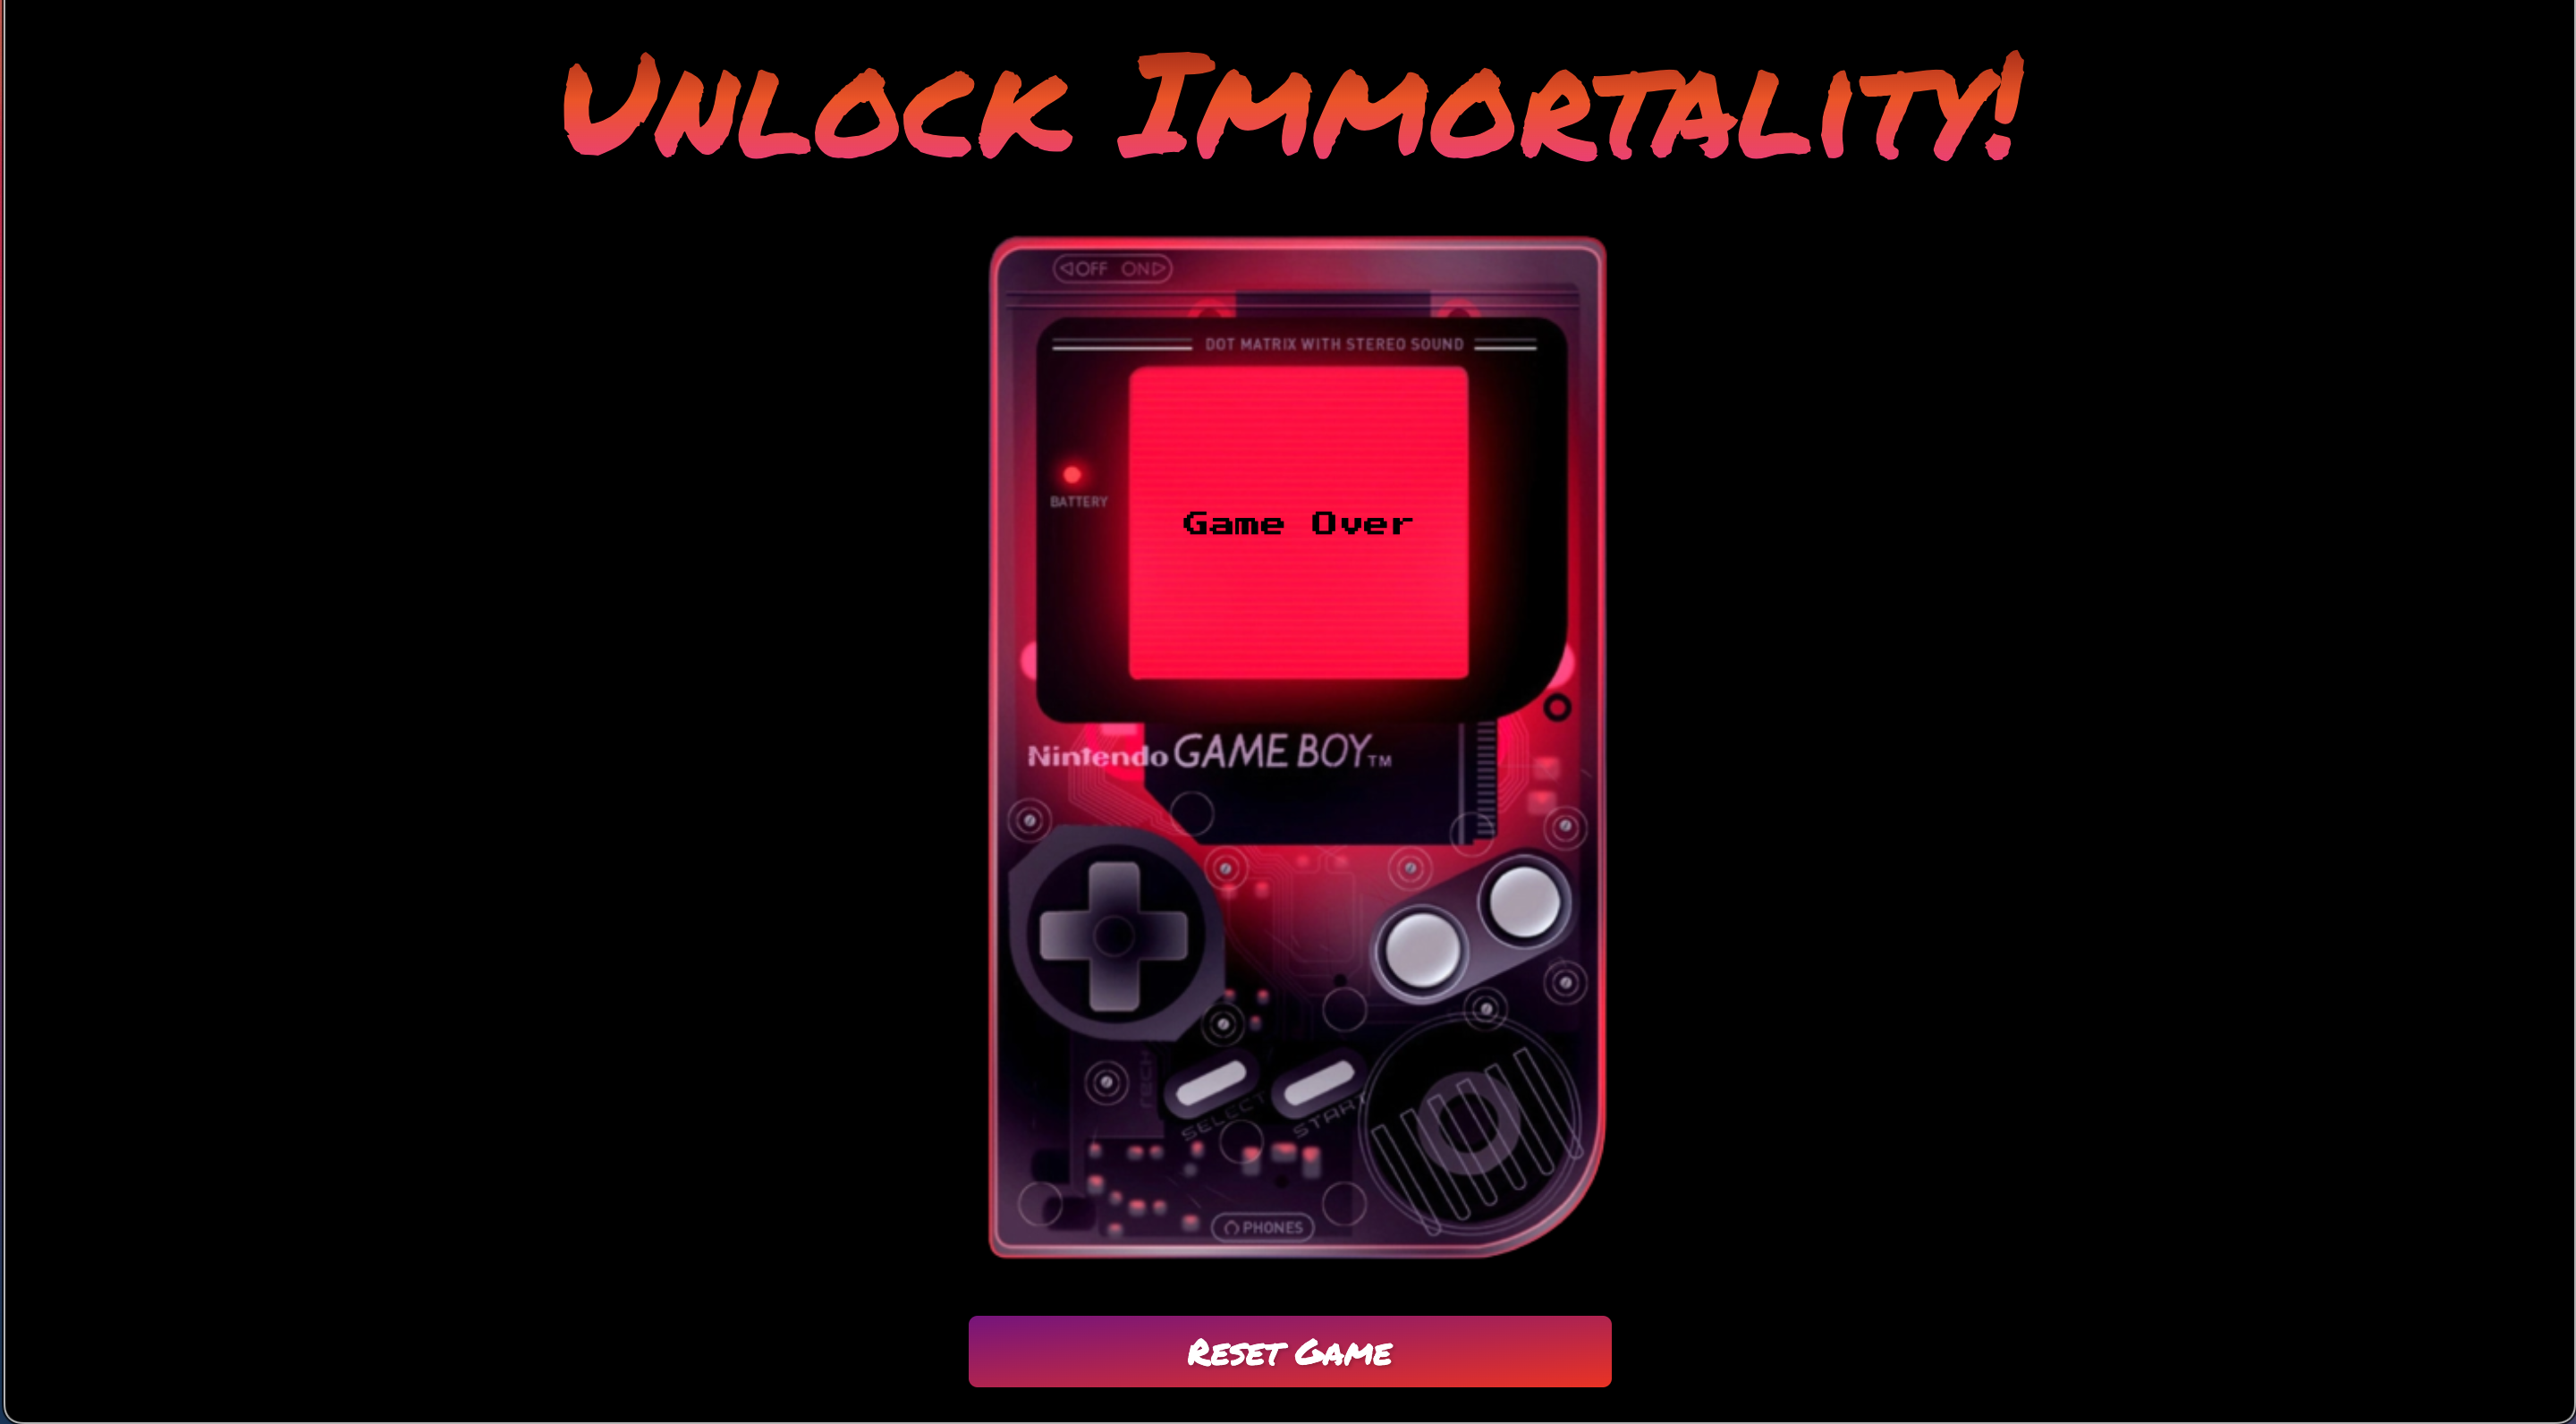 Unlock Immortality!
OFF ON
DOT MATRIX WITH STEREO SOUND
BATTERY
Game Over
Nintendo GAME BOY TM
SELECT START
PHONES
Reset Game